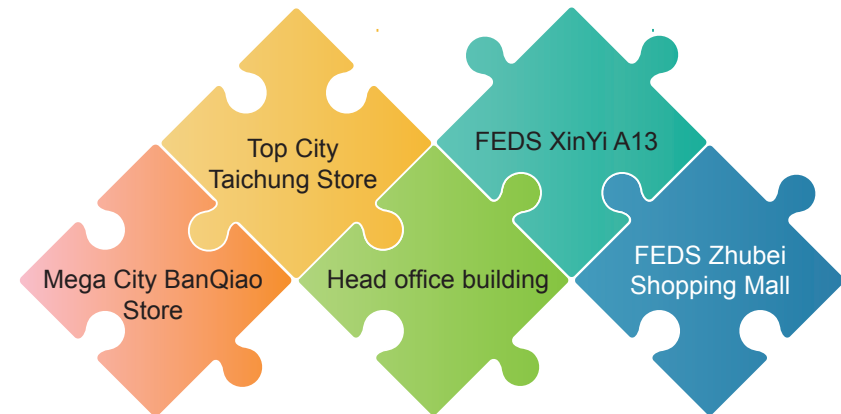 Top City
Taichung Store
FEDS XinYi A13
Mega City BanQiao
Store
Head office building
FEDS Zhubei
Shopping Mall